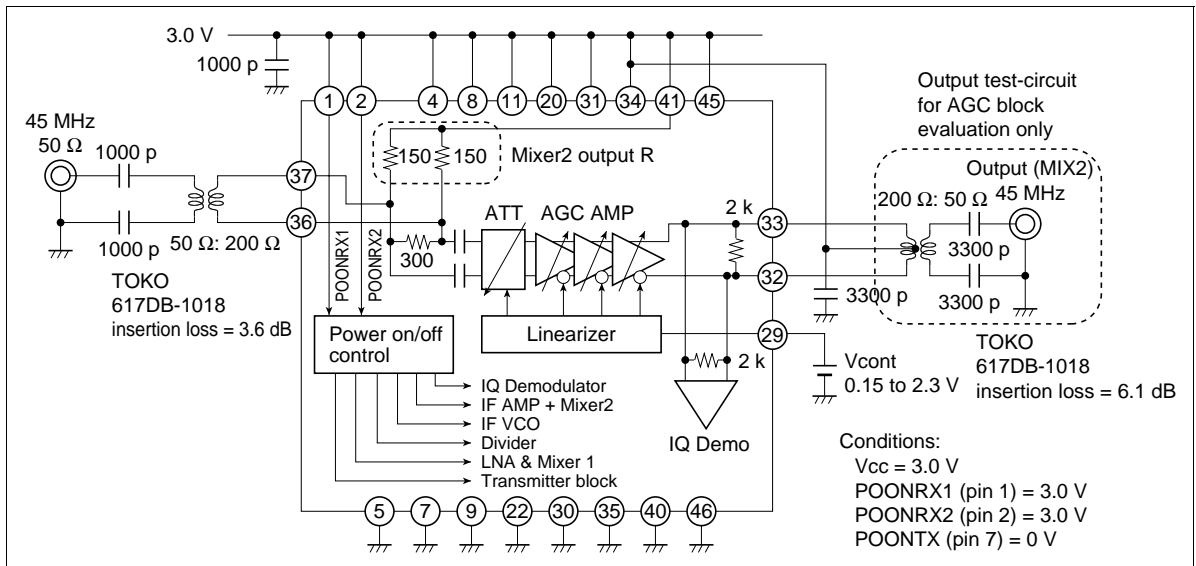 3.0 V
1000 p
1
2
4
8
11
20
31
34
41
45
Output test-circuit
for AGC block
evaluation only
45 MHz
50 Ω
1000 p
37
150
150
Mixer2 output R
Output (MIX2)
45 MHz
200 Ω: 50 Ω
36
1000 p
50 Ω: 200 Ω
POONRX1
POONRX2
300
ATT
AGC AMP
2 k
33
32
3300 p
3300 p
3300 p
TOKO
617DB-1018
insertion loss = 3.6 dB
Power on/off
control
Linearizer
29
2 k
Vcont
0.15 to 2.3 V
TOKO
617DB-1018
insertion loss = 6.1 dB
IQ Demodulator
IF AMP + Mixer2
IF VCO
Divider
LNA & Mixer 1
Transmitter block
IQ Demo
Conditions:
Vcc = 3.0 V
POONRX1 (pin 1) = 3.0 V
POONRX2 (pin 2) = 3.0 V
POONTX (pin 7) = 0 V
5
7
9
22
30
35
40
46